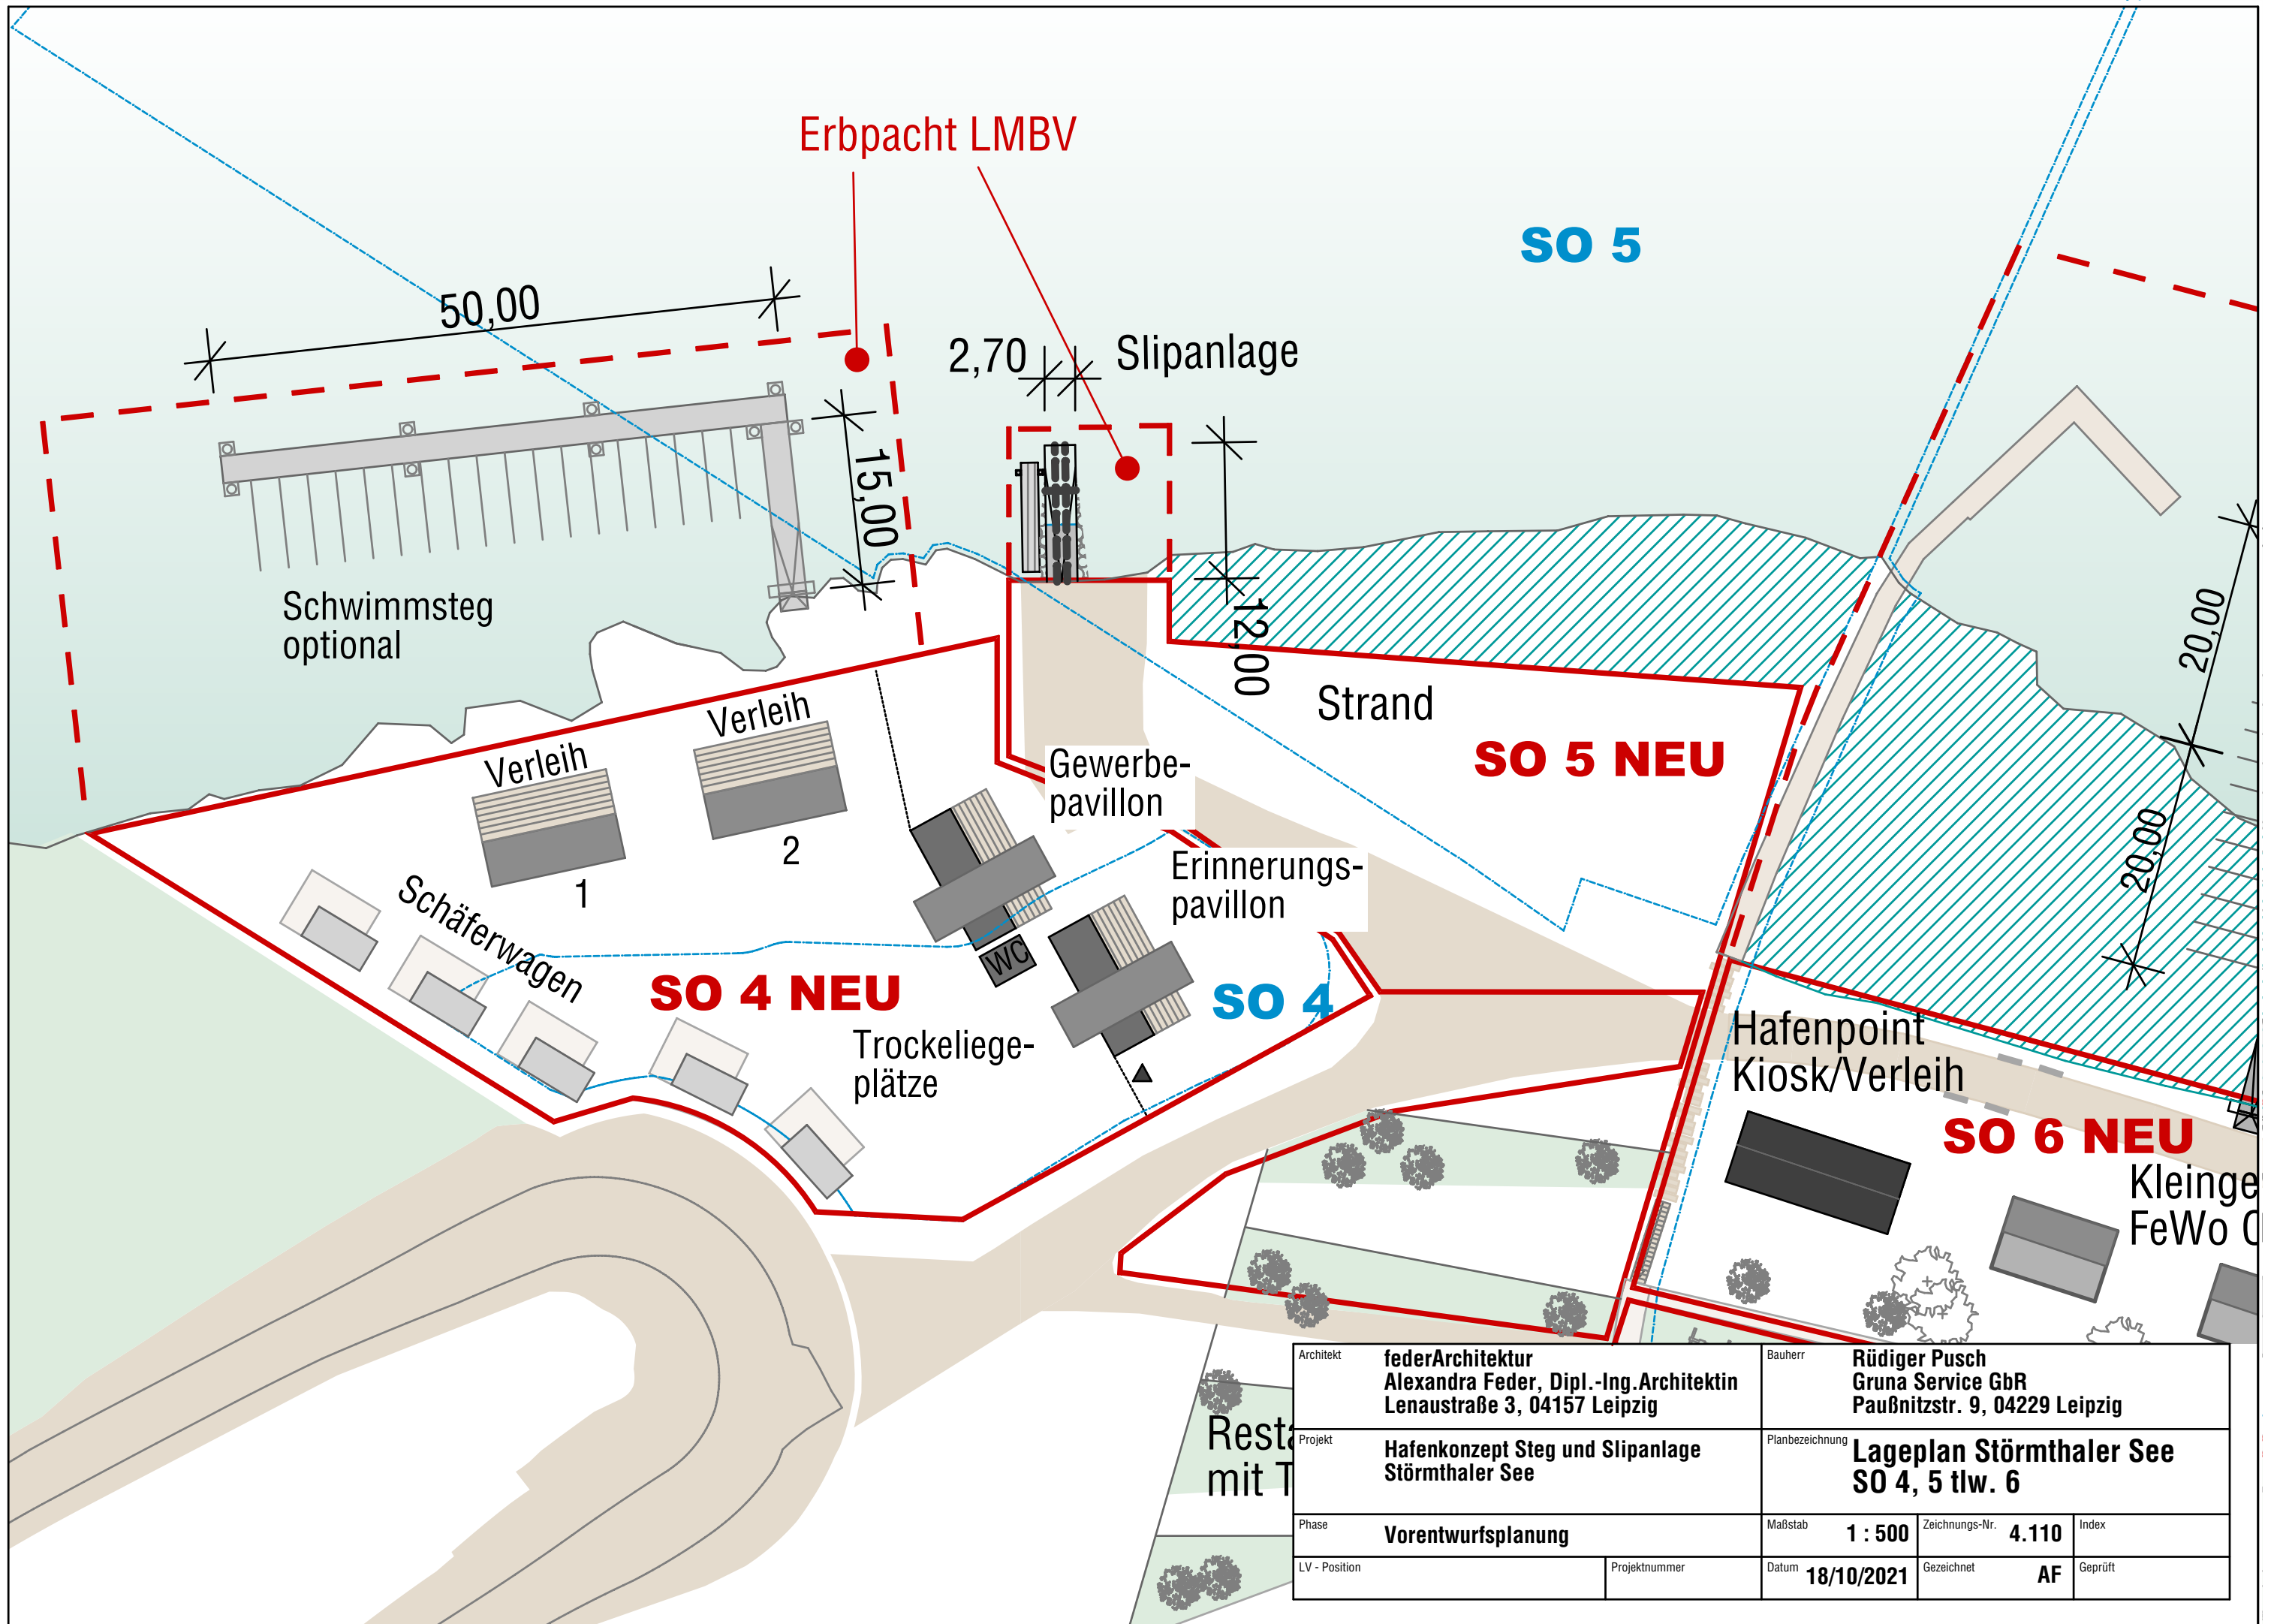 Erbpacht LMBV
SO 5
50,00
2,70
Slipanlage
15,00
Schwimmsteg
optional
12,00
20,00
Strand
Verleih
Verleih
SO 5 NEU
Gewerbe-
pavillon
2
1
20,00
Erinnerungs-
pavillon
Schäferwagen
WC
SO 4 NEU
SO 4
Trockeliege-
plätze
Hafenpoint
Kiosk/Verleih
SO 6 NEU
Kleinge
FeWo
Resta
mit T
Architekt
federArchitektur
Alexandra Feder, Dipl.-Ing.Architektin
Lenaustraße 3, 04157 Leipzig
Bauherr
Rüdiger Pusch
Gruna Service GbR
Paußnitzstr. 9, 04229 Leipzig
Projekt
Hafenkonzept Steg und Slipanlage
Störmthaler See
Planbezeichnung
Lageplan Störmthaler See
SO 4, 5 tlw. 6
Phase
Vorentwurfsplanung
Maßstab
1 : 500
Zeichnungs-Nr.
4.110
Index
LV - Position
Projektnummer
Datum
18/10/2021
Gezeichnet
AF
Geprüft